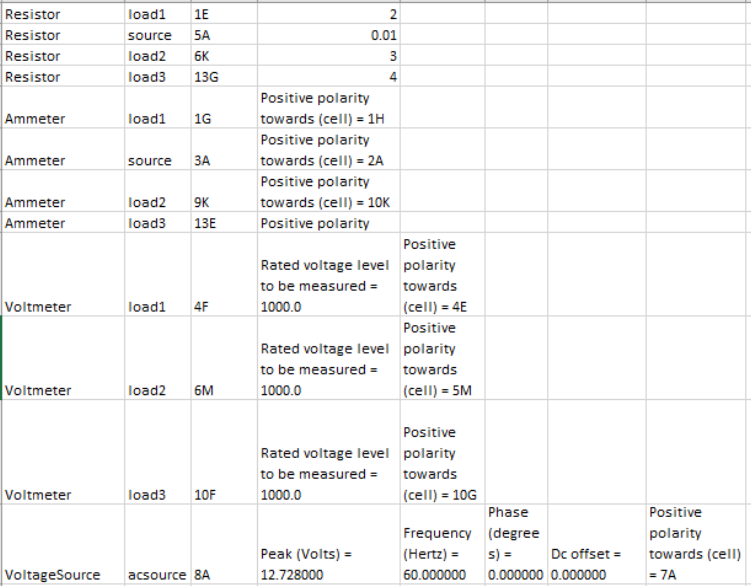 Resistor load1 1E 2
Resistor source 5A 0.01
Resistor load2 6K 3
Resistor load3 13G 4
Positive polarity
Ammeter load1 1G towards (cell) = 1H
Positive polarity
Ammeter source 3A towards (cell) = 2A
Positive polarity
Ammeter load2 9K towards (cell) = 10K
Ammeter load3 13E Positive polarity
Positive
Rated voltage level polarity
to be measured = towards
Voltmeter load1 4F 1000.0 (cell) = 4E
Positive
Rated voltage level polarity
to be measured = towards
Voltmeter load2 6M 1000.0 (cell) = 5M
Positive
Rated voltage level polarity
to be measured = towards
Voltmeter load3 10F 1000.0 (cell) = 10G
Phase Positive
Frequency (degree polarity
Peak (Volts) = (Hertz) = s) = Dc offset = towards (cell)
VoltageSource acsource 8A 12.728000 60.000000 0.000000 0.000000 = 7A